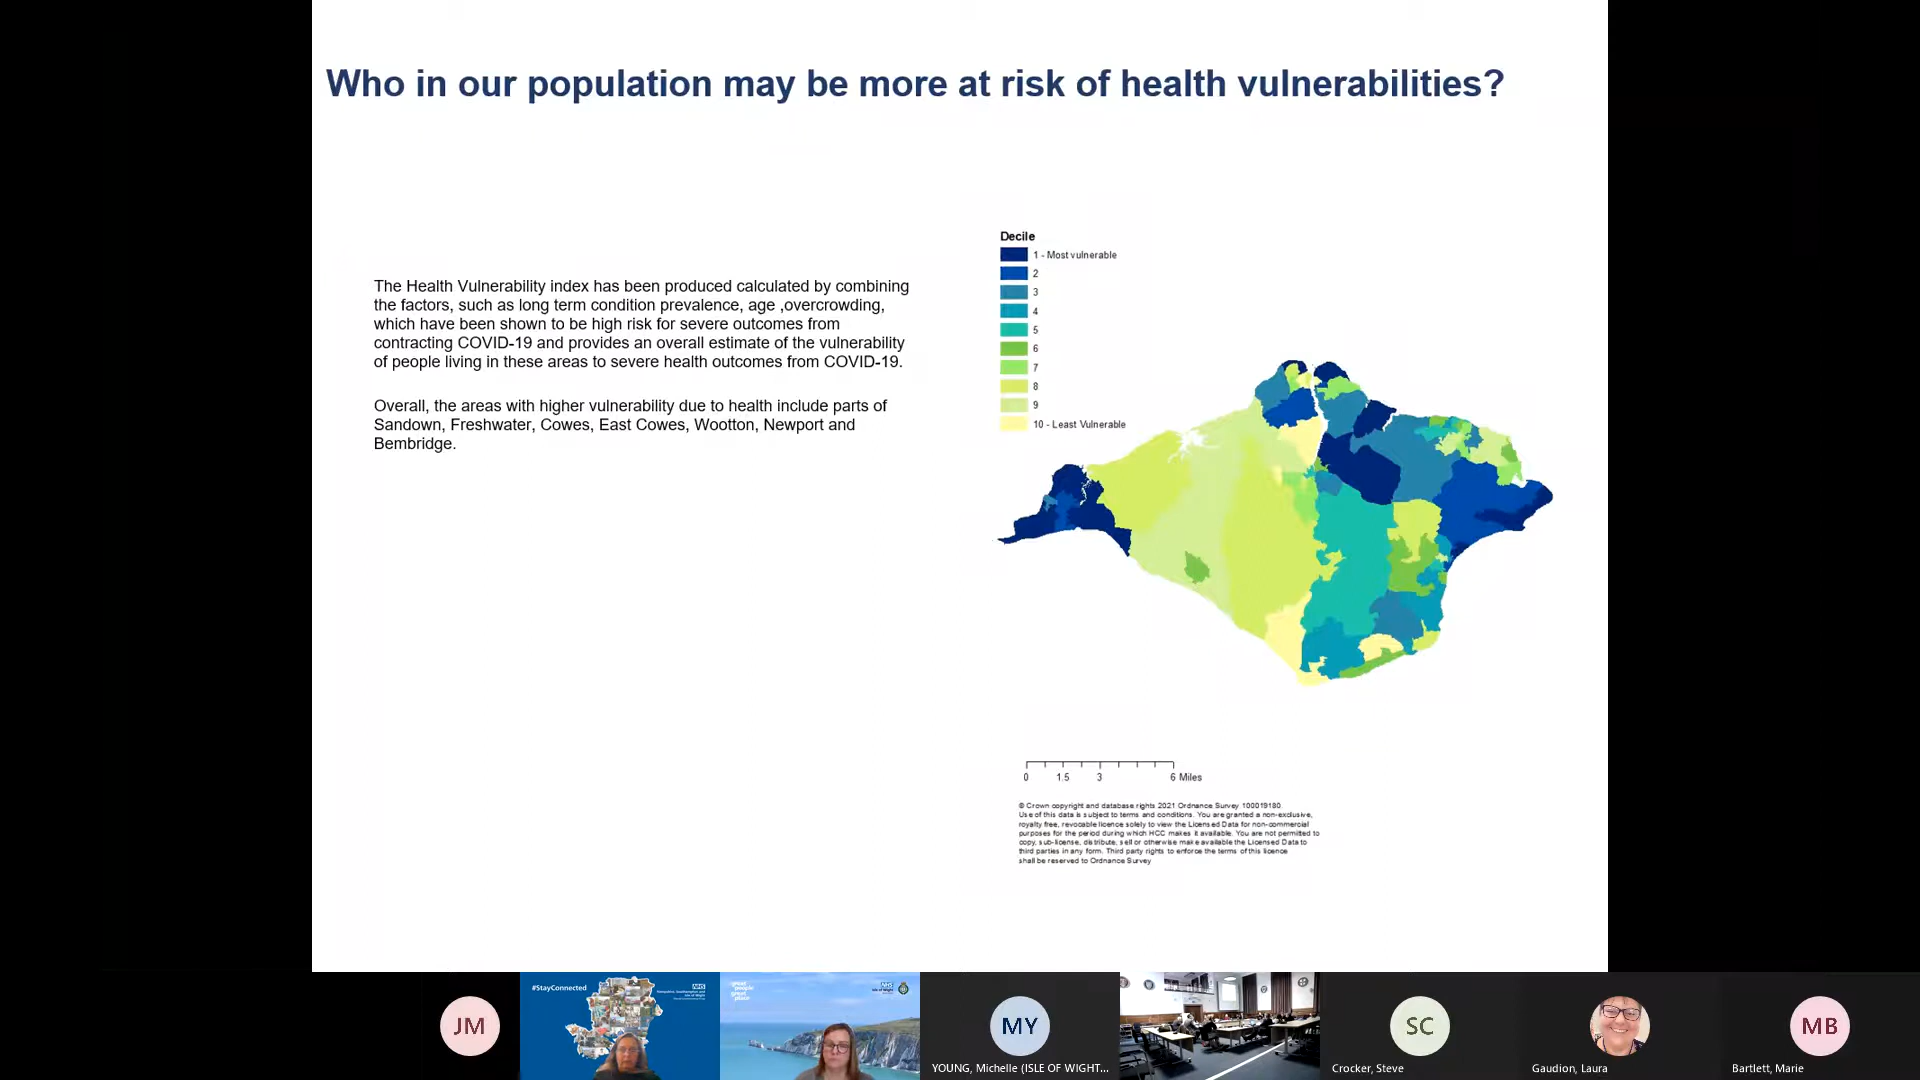 Who in our population may be more at risk of health vulnerabilities?
The Health Vulnerability index has been produced calculated by combining
the factors, such as long term condition prevalence, age ,overcrowding,
which have been shown to be high risk for severe outcomes from
contracting COVID-19 and provides an overall estimate of the vulnerability
of people living in these areas to severe health outcomes from COVID-19.
Overall, the areas with higher vulnerability due to health include parts of
Sandown, Freshwater, Cowes, East Cowes, Wootton, Newport and
Bembridge.
Decile
1 - Most vulnerable
2
3
4
5
6
7
8
9
10 - Least Vulnerable
0 1.5 3 6 Miles
© Crown copyright and database rights 2021 Ordnance Survey 100019180.
Use of this data is subject to terms and conditions. You are granted a non-exclusive,
royalty free, revocable licence solely to view the Licensed Data for non-commercial
purposes for the period during which HCC makes it available. You are not permitted to
copy, sub-license, distribute, sell or otherwise make available the Licensed Data to
third parties in any form. Third party rights to enforce the terms of this licence
shall be reserved to Ordnance Survey
JM
#StayConnected
NHS
great
people
great
place
NHS
Isle of Wight
MY
YOUNG, Michelle (ISLE OF WIGHT...
SC
Crocker, Steve
Gaudion, Laura
MB
Bartlett, Marie